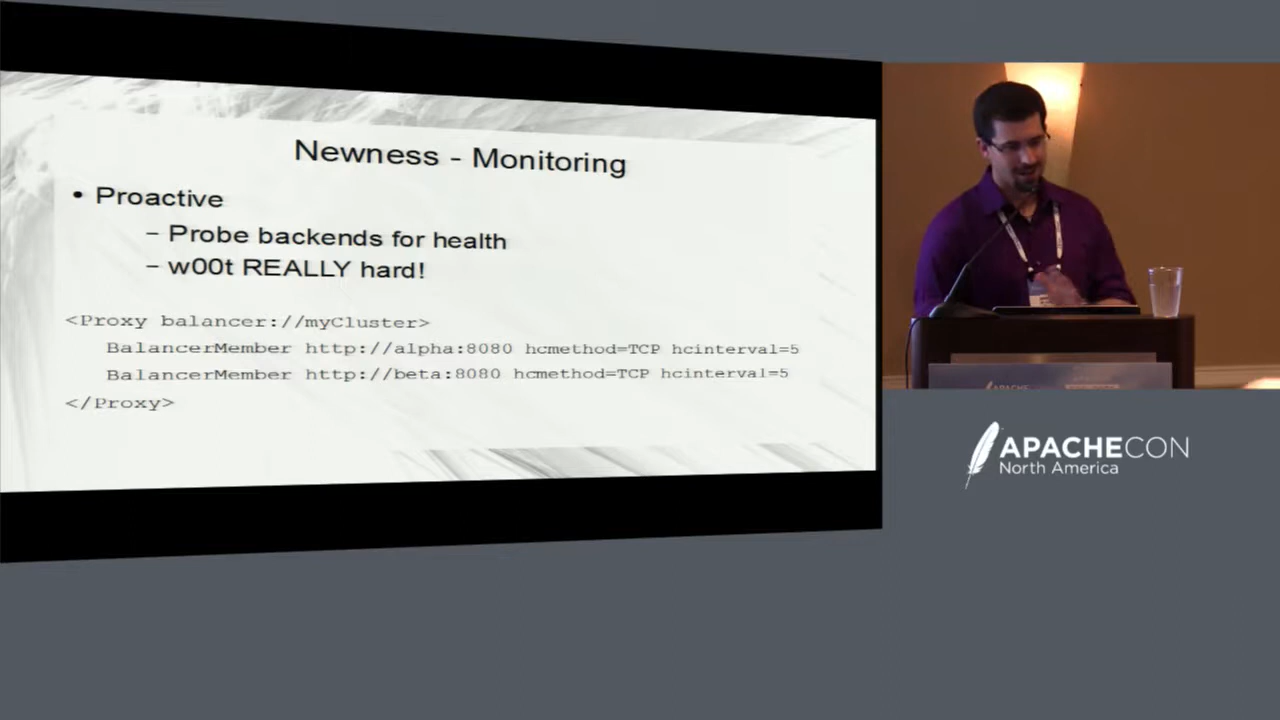 Newness - Monitoring
• Proactive
– Probe backends for health
– w00t REALLY hard!
<Proxy balancer://myCluster>
BalancerMember http://alpha:8080 hcmethod=TCP hcinterval=5
BalancerMember http://beta:8080 hcmethod=TCP hcinterval=5
</Proxy>
APACHECON
North America